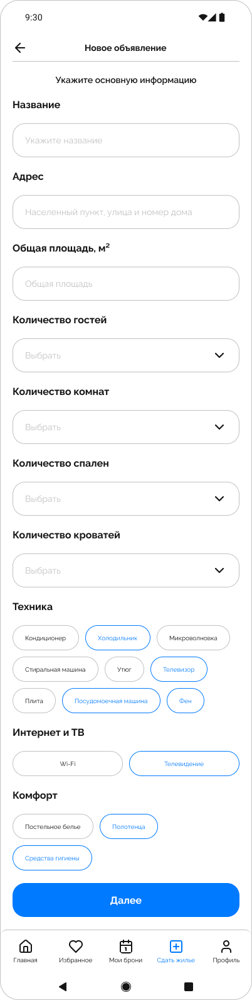 9:30
Новое объявление
Укажите основную информацию
Название
Укажите название
Адрес
Населенный пункт, улица и номер дома
Общая площадь, м²
Общая площадь
Количество гостей
Выбрать
Количество комнат
Выбрать
Количество спален
Выбрать
Количество кроватей
Выбрать
Техника
Кондиционер Холодильник Микроволновка
Стиральная машина Утюг Телевизор
Плита Посудомоечная машина Фен
Интернет и ТВ
Wi-Fi Телевидение
Комфорт
Постельное белье Полотенца
Средства гигиены
Далее
1
Главная Избранное Мои брони Сдать жилье Профиль